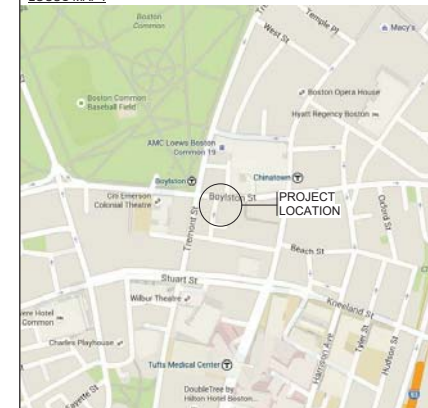 LOCUS MAP :
Boston
Common
Temple Pl
West St
Macy's
Boston Opera House
Boston Common
Baseball Field
Hyatt Regency Boston
AMC Loews Boston
Common 19
Boylston
Chinatown
Citi Emerson
Colonial Theatre
Boylston St
PROJECT
LOCATION
Oxford St
Tremont St
Beach St
Stuart St
Wilbur Theatre
Kneeland St
Hotel
Common
Charles Playhouse
Harrison Ave
Tyler St
Hudson St
Tufts Medical Center
DoubleTree by
Hilton Hotel Boston...